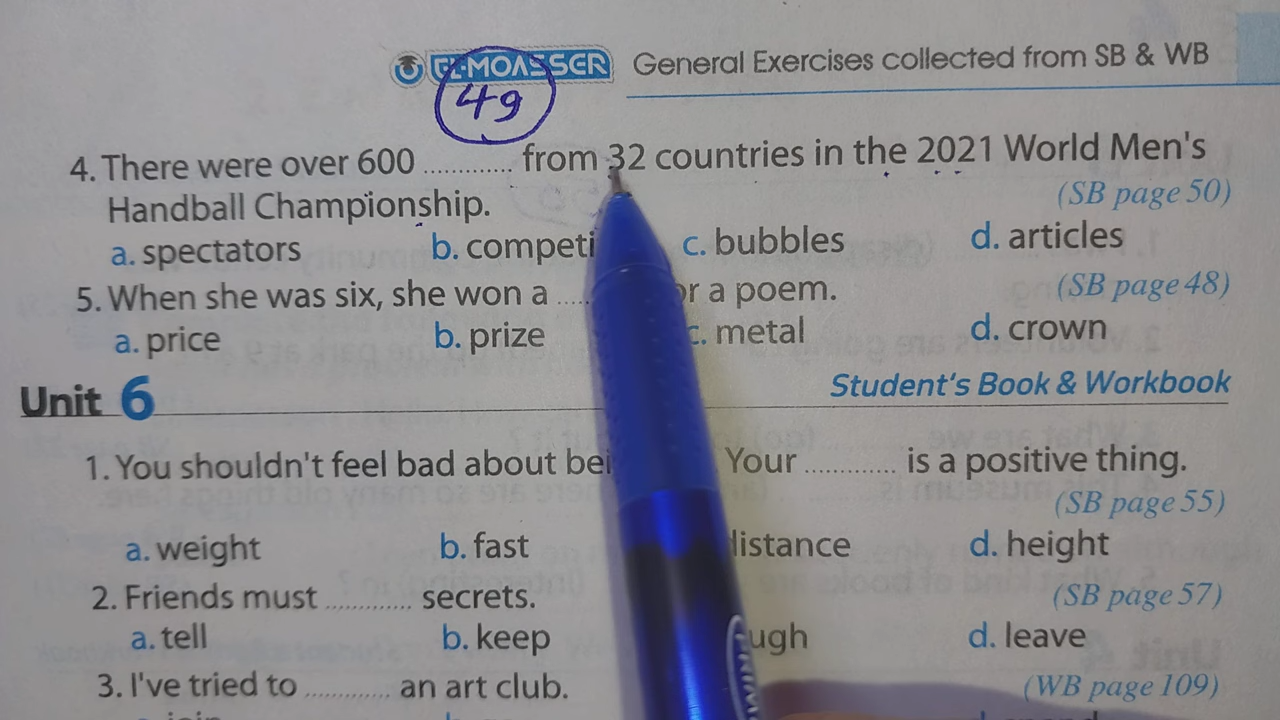 EL-MOASSER General Exercises collected from SB & WB
49
4. There were over 600 ............ from 32 countries in the 2021 World Men's
Handball Championship. (SB page 50)
a. spectators b. competi c. bubbles d. articles
5. When she was six, she won a .... or a poem. (SB page 48)
a. price b. prize c. metal d. crown
Unit 6 Student's Book & Workbook
1. You shouldn't feel bad about bei Your ............ is a positive thing.
(SB page 55)
a. weight b. fast distance d. height
2. Friends must ............ secrets. (SB page 57)
a. tell b. keep ugh d. leave
3. I've tried to ............ an art club. (WB page 109)